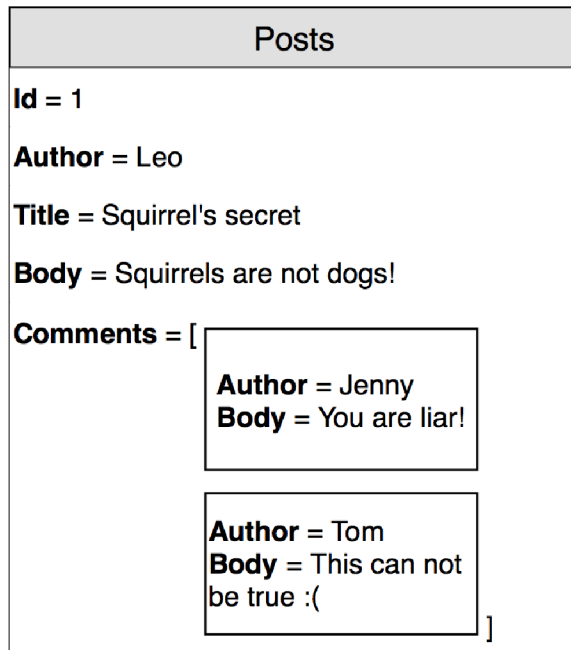 Posts
Id = 1
Author = Leo
Title = Squirrel's secret
Body = Squirrels are not dogs!
Comments = [
Author = Jenny
Body = You are liar!
Author = Tom
Body = This can not
be true :(
]